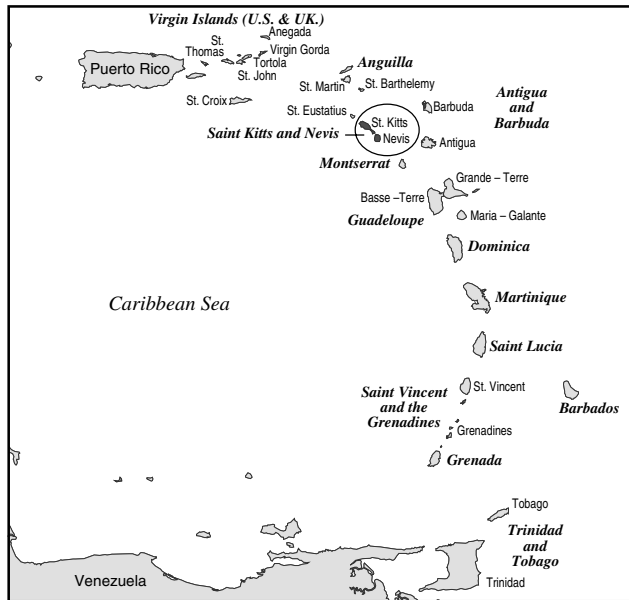 Virgin Islands (U.S. & UK.)
Anegada
St.
Thomas
Virgin Gorda
Tortola
St. John
Puerto Rico
Anguilla
St. Martin
St. Barthelemy
St. Croix
St. Eustatius
Barbuda
Antigua
and
Barbuda
St. Kitts
Saint Kitts and Nevis
Nevis
Antigua
Montserrat
Grande – Terre
Basse – Terre
Guadeloupe
Maria – Galante
Dominica
Caribbean Sea
Martinique
Saint Lucia
St. Vincent
Saint Vincent
and the
Grenadines
Barbados
Grenadines
Grenada
Tobago
Trinidad
and
Tobago
Venezuela
Trinidad